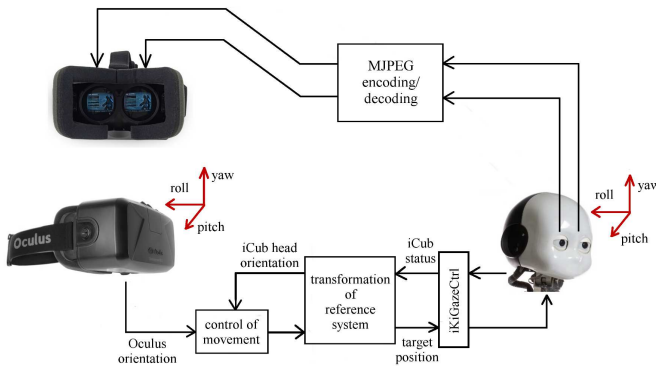 MJPEG
encoding/
decoding
yaw
roll
pitch
yaw
roll
pitch
Oculus
iCub head
orientation
iCub
status
transformation
of
reference
system
iKiGazeCtrl
control of
movement
Oculus
orientation
target
position